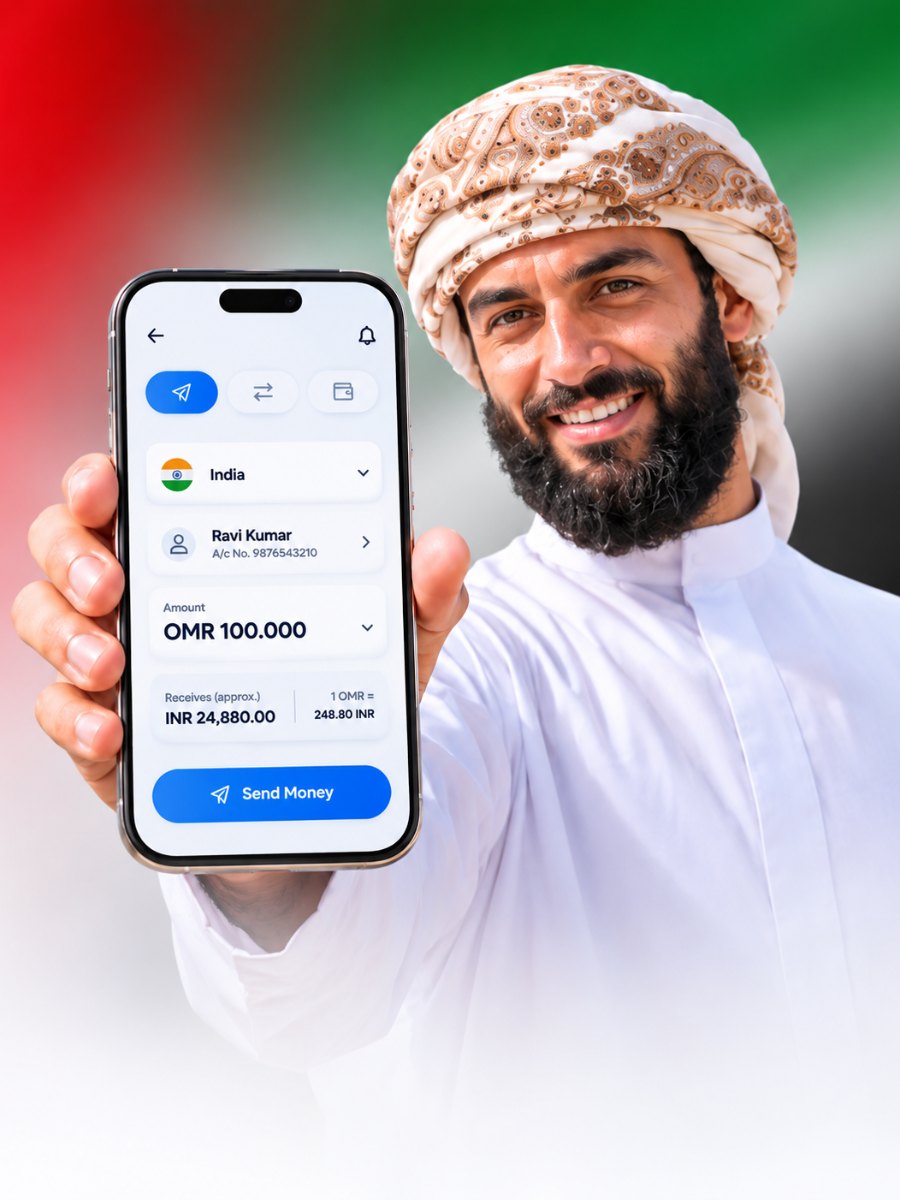 India
Ravi Kumar
A/c No. 9876543210
Amount
OMR 100.000
Receives (approx.)
INR 24,880.00
1 OMR =
248.80 INR
Send Money